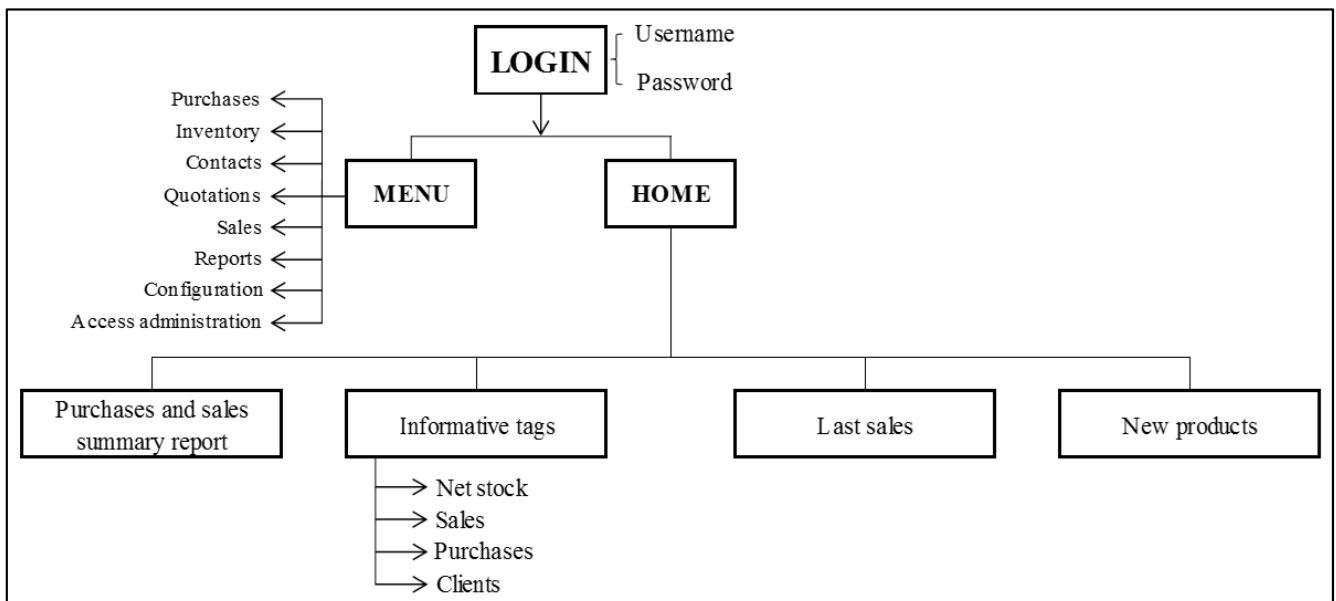 LOGIN
Username
Password
Purchases
Inventory
Contacts
Quotations
Sales
Reports
Configuration
Access administration
MENU
HOME
Purchases and sales
summary report
Informative tags
Last sales
New products
Net stock
Sales
Purchases
Clients